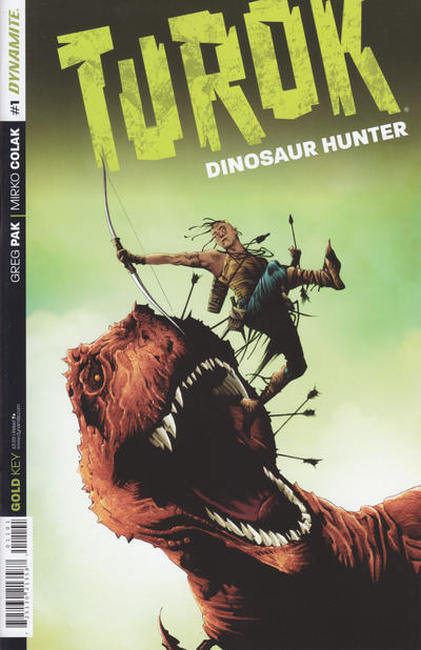 TUROK
DINOSAUR HUNTER
DYNAMITE®
#1
GREG PAK | MIRKO COLAK
GOLD KEY